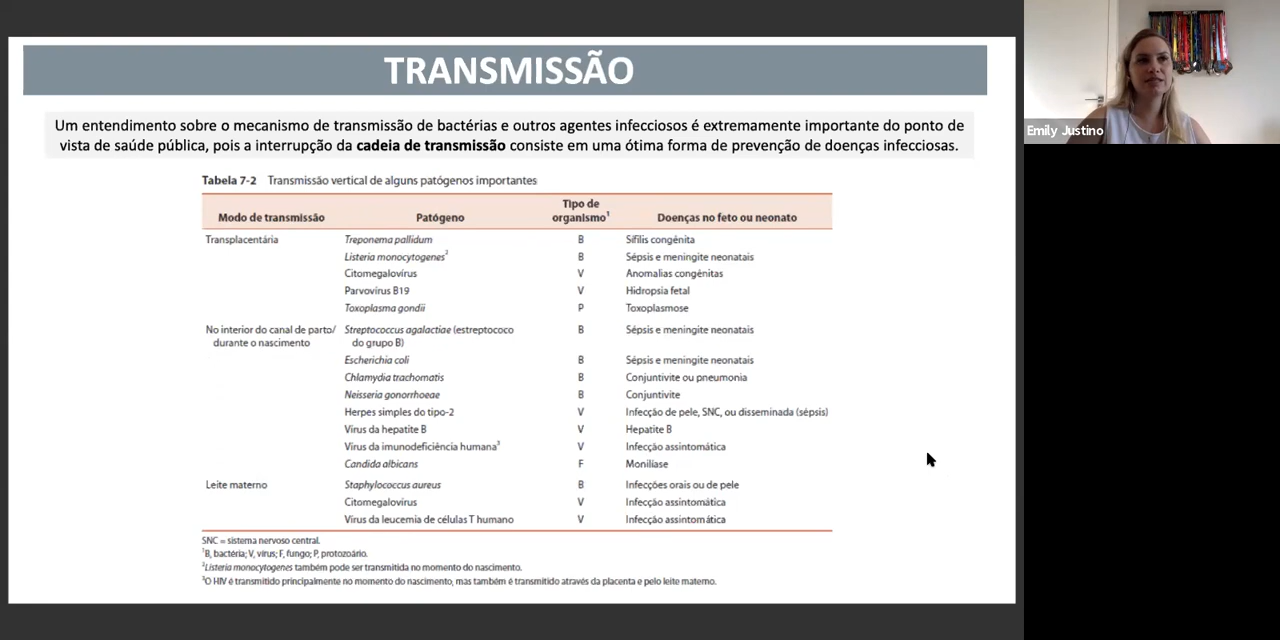 TRANSMISSÃO
Um entendimento sobre o mecanismo de transmissão de bactérias e outros agentes infecciosos é extremamente importante do ponto de
vista de saúde pública, pois a interrupção da cadeia de transmissão consiste em uma ótima forma de prevenção de doenças infecciosas.
Tabela 7-2 Transmissão vertical de alguns patógenos importantes
Modo de transmissão Patógeno Tipo de organismo¹ Doenças no feto ou neonato
Transplacentária Treponema pallidum B Sífilis congênita
Listeria monocytogenes² B Sépsis e meningite neonatais
Citomegalovírus V Anomalias congênitas
Parvovírus B19 V Hidropsia fetal
Toxoplasma gondii P Toxoplasmose
No interior do canal de parto/ Streptococcus agalactiae (estreptococo B Sépsis e meningite neonatais
durante o nascimento do grupo B)
Escherichia coli B Sépsis e meningite neonatais
Chlamydia trachomatis B Conjuntivite ou pneumonia
Neisseria gonorrhoeae B Conjuntivite
Herpes simples do tipo-2 V Infecção de pele, SNC, ou disseminada (sépsis)
Vírus da hepatite B V Hepatite B
Vírus da imunodeficiência humana³ V Infecção assintomática
Candida albicans F Monilíase
Leite materno Staphylococcus aureus B Infecções orais ou de pele
Citomegalovírus V Infecção assintomática
Vírus da leucemia de células T humano V Infecção assintomática
SNC = sistema nervoso central.
¹B, bactéria; V, vírus; F, fungo; P, protozoário.
²Listeria monocytogenes também pode ser transmitida no momento do nascimento.
³O HIV é transmitido principalmente no momento do nascimento, mas também é transmitido através da placenta e pelo leite materno.
Emily Justino